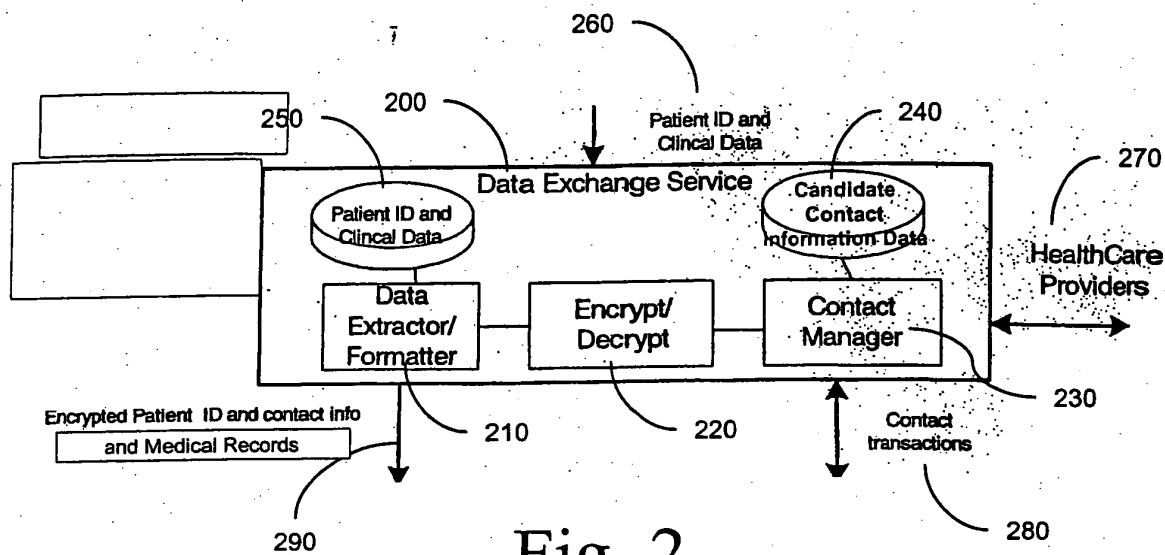 260
250
200
Patient ID and
Clincal Data
240
270
Data Exchange Service
Patient ID and
Clincal Data
Candidate
Contact
Information Data
HealthCare
Providers
Data
Extractor/
Formatter
Encrypt/
Decrypt
Contact
Manager
Encrypted Patient ID and contact info
and Medical Records
210
220
Contact
transactions
230
290
Fig. 2
280